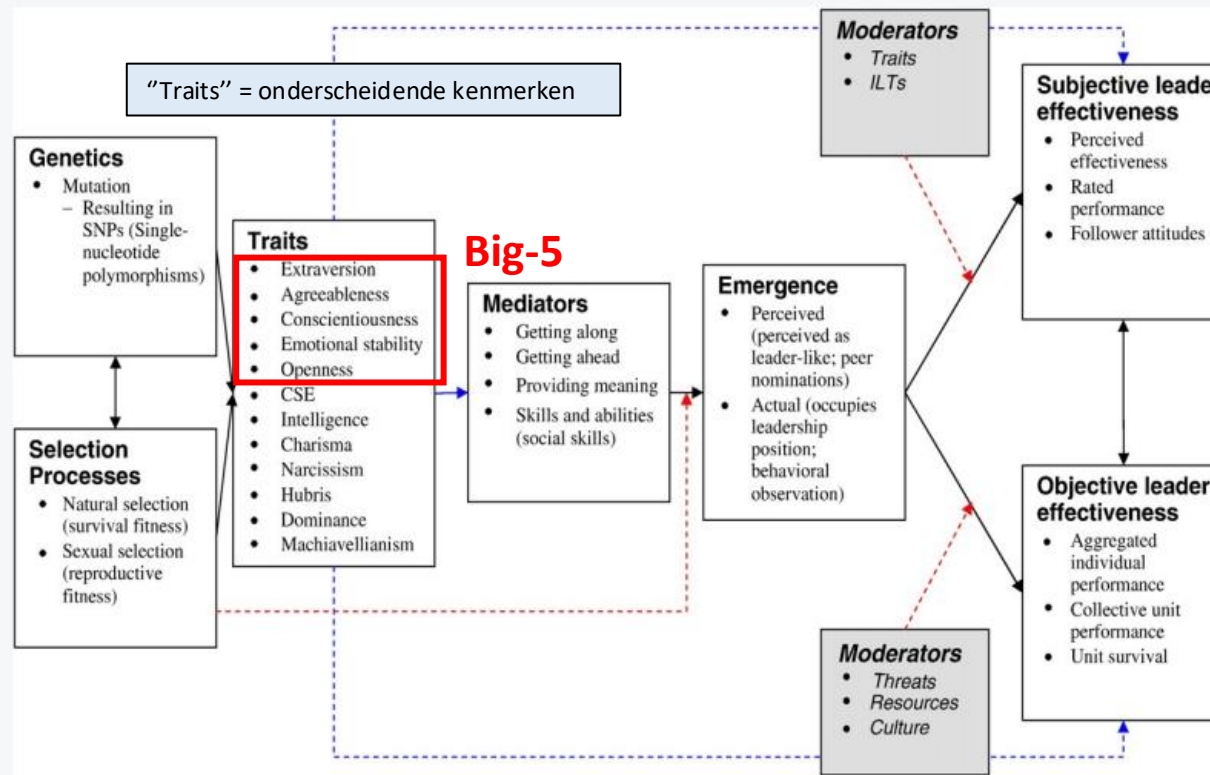 “Traits” = onderscheidende kenmerken
Genetics
• Mutation
– Resulting in
SNPs (Single-
nucleotide
polymorphisms)
Selection
Processes
• Natural selection
(survival fitness)
• Sexual selection
(reproductive
fitness)
Traits
• Extraversion
• Agreeableness
• Conscientiousness
• Emotional stability
• Openness
• CSE
• Intelligence
• Charisma
• Narcissism
• Hubris
• Dominance
• Machiavellianism
Big-5
Mediators
• Getting along
• Getting ahead
• Providing meaning
• Skills and abilities
(social skills)
Emergence
• Perceived
(perceived as
leader-like; peer
nominations)
• Actual (occupies
leadership
position;
behavioral
observation)
Moderators
• Traits
• ILTs
Moderators
• Threats
• Resources
• Culture
Subjective leader
effectiveness
• Perceived
effectiveness
• Rated
performance
• Follower attitudes
Objective leader
effectiveness
• Aggregated
individual
performance
• Collective unit
performance
• Unit survival